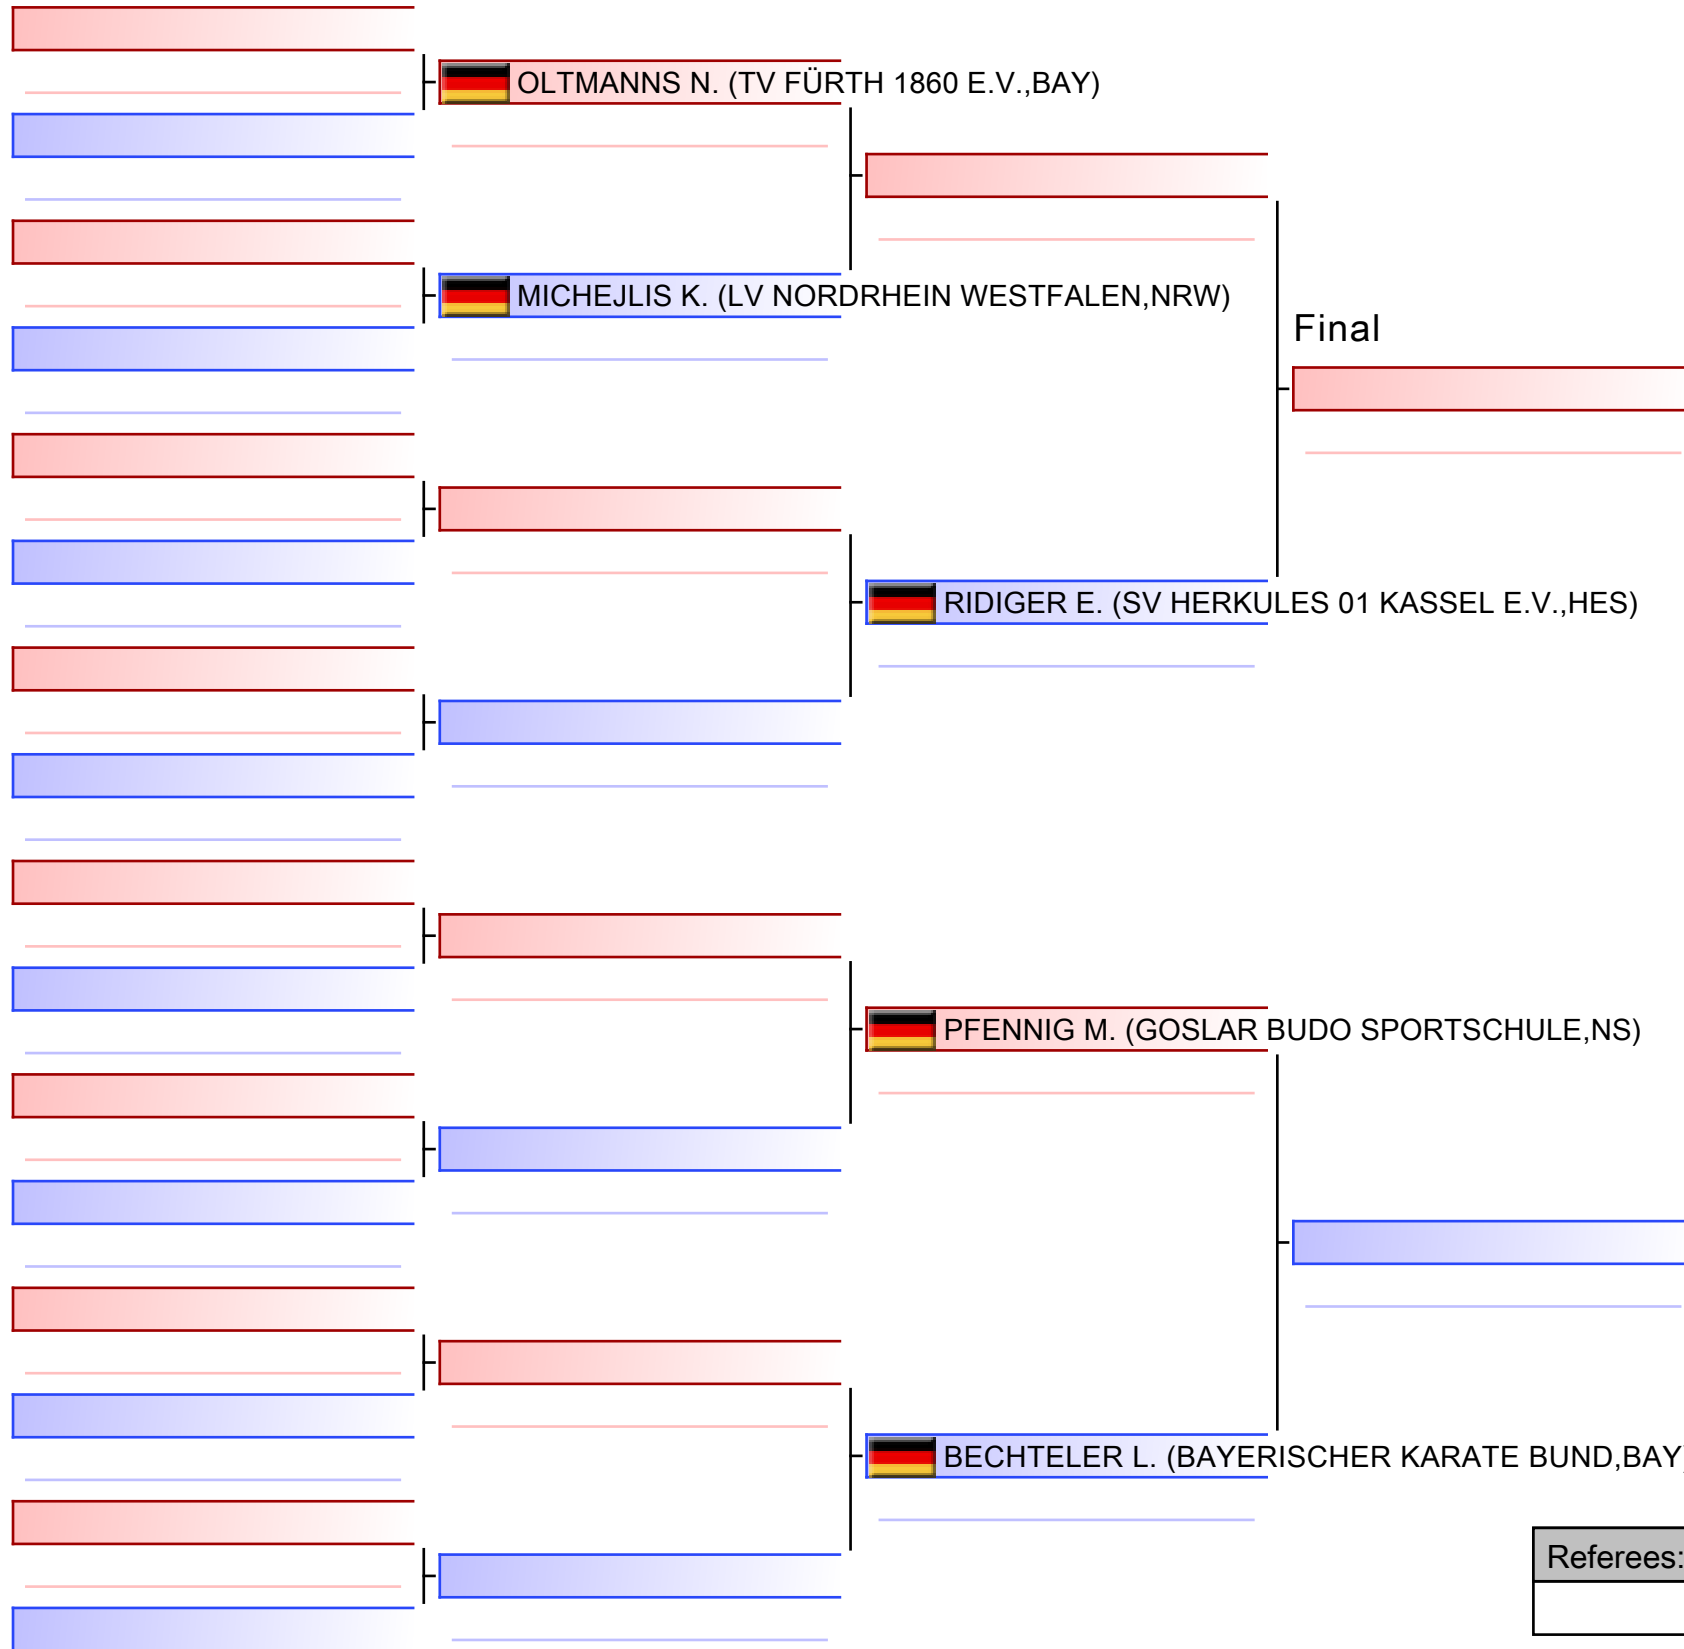 OLTMANNS N. (TV FÜRTH 1860 E.V.,BAY)
MICHEJLIS K. (LV NORDRHEIN WESTFALEN,NRW)
Final
RIDIGER E. (SV HERKULES 01 KASSEL E.V.,HES)
PFENNIG M. (GOSLAR BUDO SPORTSCHULE,NS)
BECHTELER L. (BAYERISCHER KARATE BUND,BAY)
Referees: